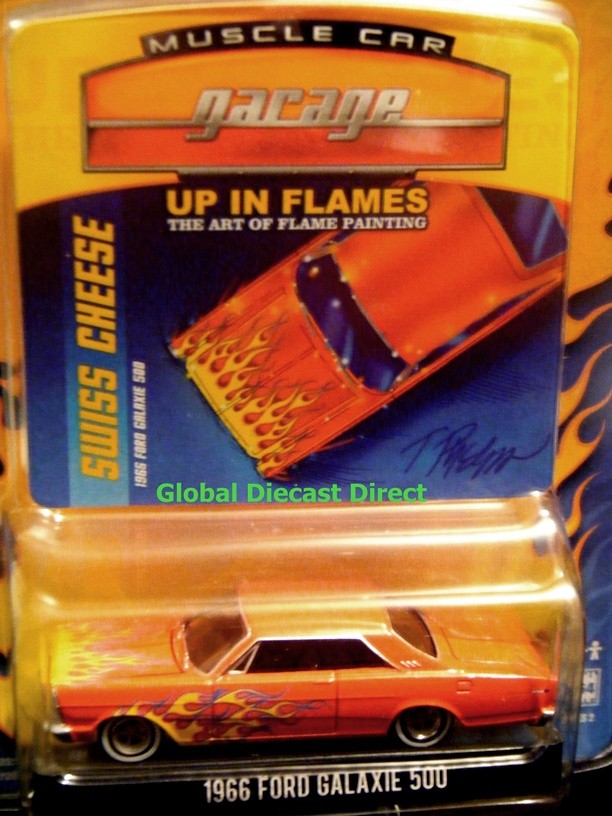 MUSCLE CAR
garage
UP IN FLAMES
THE ART OF FLAME PAINTING
SWISS CHEESE
1966 FORD GALAXIE 500
Global Diecast Direct
1966 FORD GALAXIE 500